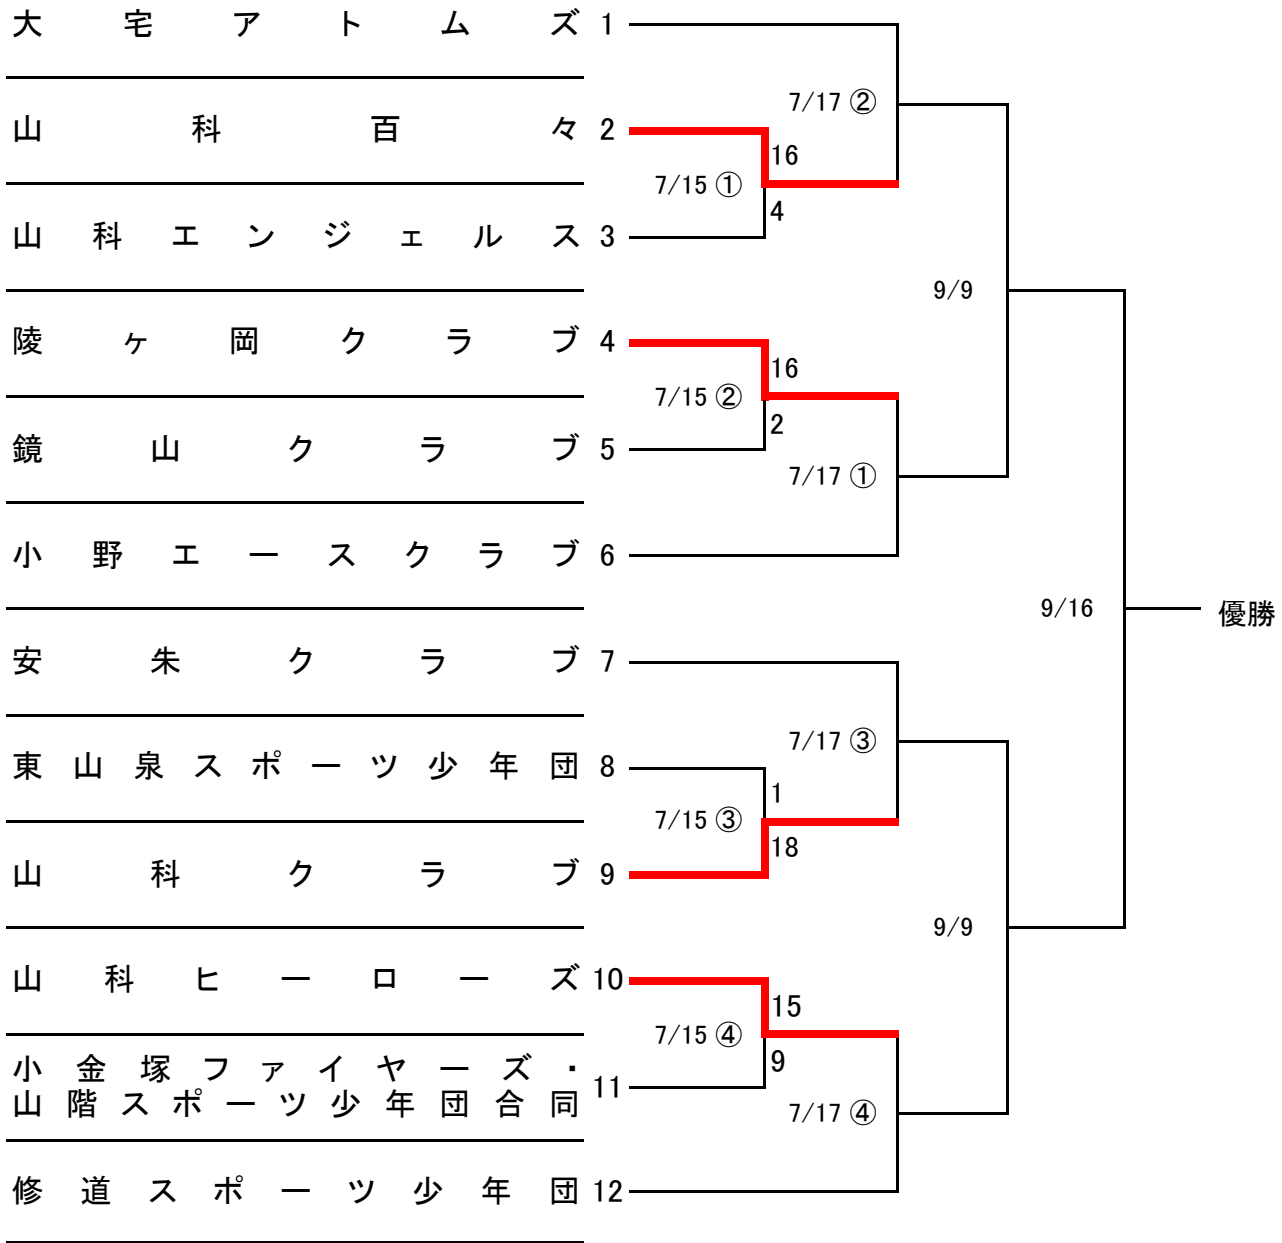 大宅アトムズ 1
7/17 ②
山科百々 2
16
7/15 ①
4
山科エンジェルス 3
9/9
陵ヶ岡クラブ 4
16
7/15 ②
2
鏡山クラブ 5
7/17 ①
小野エースクラブ 6
9/16
優勝
安朱クラブ 7
7/17 ③
東山泉スポーツ少年団 8
1
7/15 ③
18
山科クラブ 9
9/9
山科ヒーローズ 10
15
7/15 ④
9
小金塚ファイヤーズ・
山階スポーツ少年団合同 11
7/17 ④
修道スポーツ少年団 12